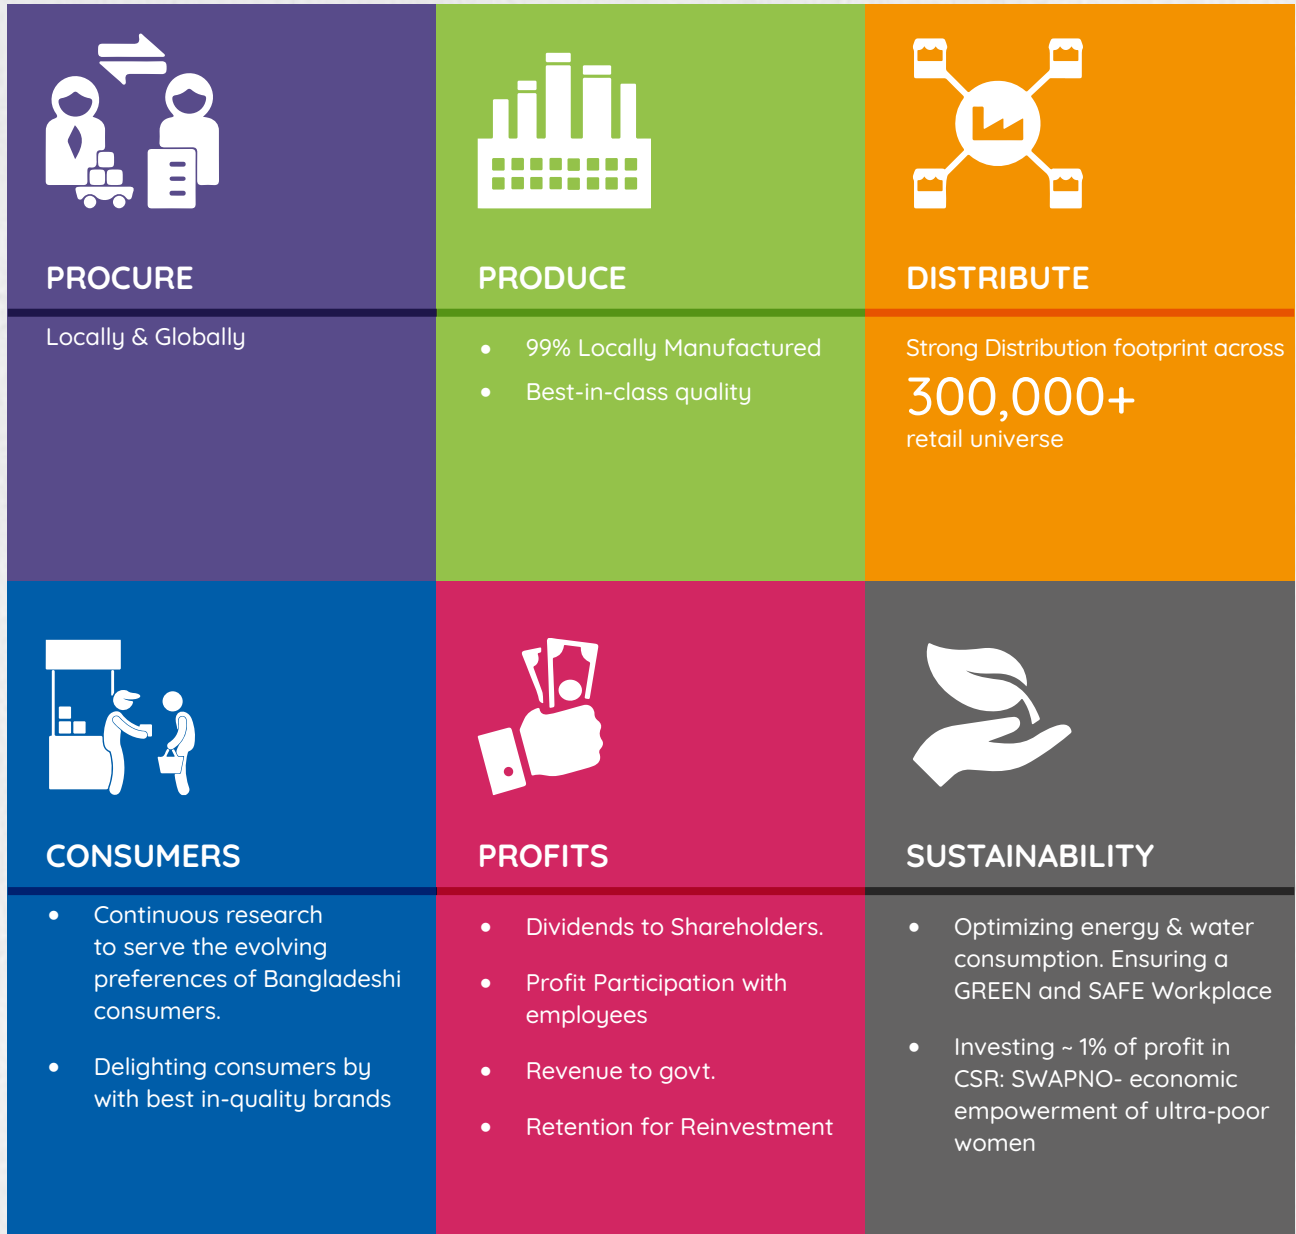 PROCURE
Locally & Globally
PRODUCE
• 99% Locally Manufactured
• Best-in-class quality
DISTRIBUTE
Strong Distribution footprint across
300,000+
retail universe
CONSUMERS
• Continuous research
to serve the evolving
preferences of Bangladeshi
consumers.
• Delighting consumers by
with best in-quality brands
PROFITS
• Dividends to Shareholders.
• Profit Participation with
employees
• Revenue to govt.
• Retention for Reinvestment
SUSTAINABILITY
• Optimizing energy & water
consumption. Ensuring a
GREEN and SAFE Workplace
• Investing ~ 1% of profit in
CSR: SWAPNO- economic
empowerment of ultra-poor
women